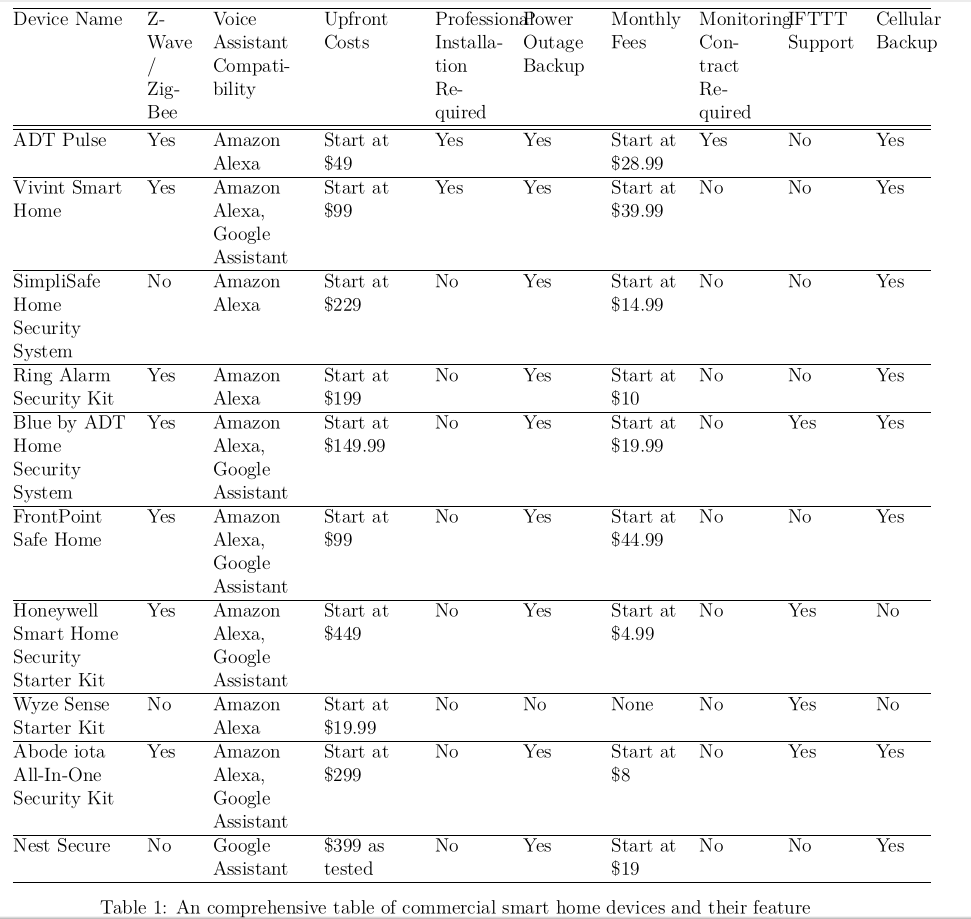 Device Name Z-Wave / Zig-Bee Voice Assistant Compati-bility Upfront Costs Professional Installa-tion Re-quired Power Outage Backup Monthly Fees Monitoring Con-tract Re-quired IFTTT Support Cellular Backup
ADT Pulse Yes Amazon Alexa Start at $49 Yes Yes Start at $28.99 Yes No Yes
Vivint Smart Home Yes Amazon Alexa, Google Assistant Start at $99 Yes Yes Start at $39.99 No No Yes
SimpliSafe Home Security System No Amazon Alexa Start at $229 No Yes Start at $14.99 No No Yes
Ring Alarm Security Kit Yes Amazon Alexa Start at $199 No Yes Start at $10 No No Yes
Blue by ADT Home Security System Yes Amazon Alexa, Google Assistant Start at $149.99 No Yes Start at $19.99 No Yes Yes
FrontPoint Safe Home Yes Amazon Alexa, Google Assistant Start at $99 No Yes Start at $44.99 No No Yes
Honeywell Smart Home Security Starter Kit Yes Amazon Alexa, Google Assistant Start at $449 No Yes Start at $4.99 No Yes No
Wyze Sense Starter Kit No Amazon Alexa Start at $19.99 No No None No Yes No
Abode iota All-In-One Security Kit Yes Amazon Alexa, Google Assistant Start at $299 No Yes Start at $8 No Yes Yes
Nest Secure No Google Assistant $399 as tested No Yes Start at $19 No No Yes
Table 1: An comprehensive table of commercial smart home devices and their feature